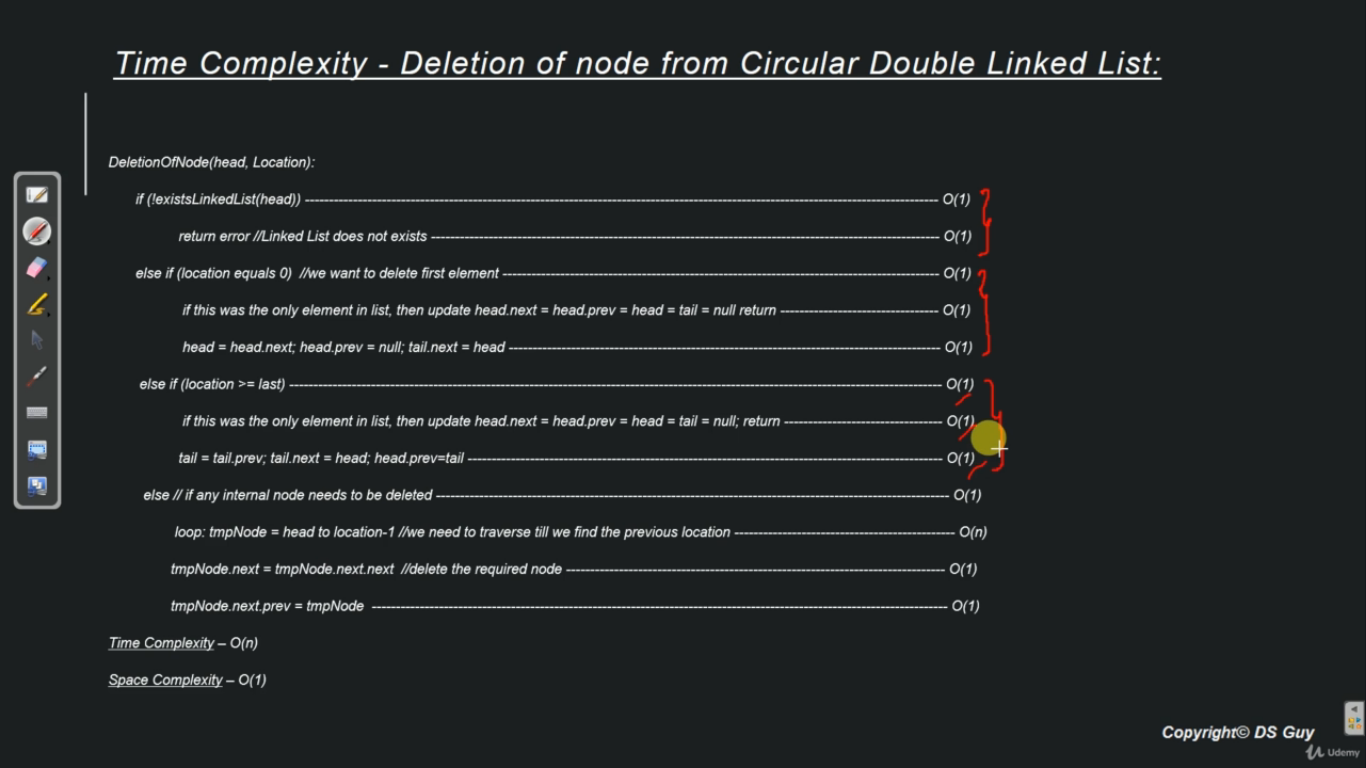 Time Complexity - Deletion of node from Circular Double Linked List:
DeletionOfNode(head, Location):
if (!existsLinkedList(head)) ---------------------------------------- O(1)
return error //Linked List does not exists ---------------------------------------- O(1)
else if (location equals 0) //we want to delete first element ---------------------------------------- O(1)
if this was the only element in list, then update head.next = head.prev = head = tail = null return ------------------------------ O(1)
head = head.next; head.prev = null; tail.next = head ---------------------------------------- O(1)
else if (location >= last) ---------------------------------------- O(1)
if this was the only element in list, then update head.next = head.prev = head = tail = null; return ------------------------------ O(1)
tail = tail.prev; tail.next = head; head.prev=tail ---------------------------------------- O(1)
else // if any internal node needs to be deleted ---------------------------------------- O(1)
loop: tmpNode = head to location-1 //we need to traverse till we find the previous location ------------------------------ O(n)
tmpNode.next = tmpNode.next.next //delete the required node ---------------------------------------- O(1)
tmpNode.next.prev = tmpNode ---------------------------------------- O(1)
Time Complexity – O(n)
Space Complexity – O(1)
Copyright© DS Guy
Udemy